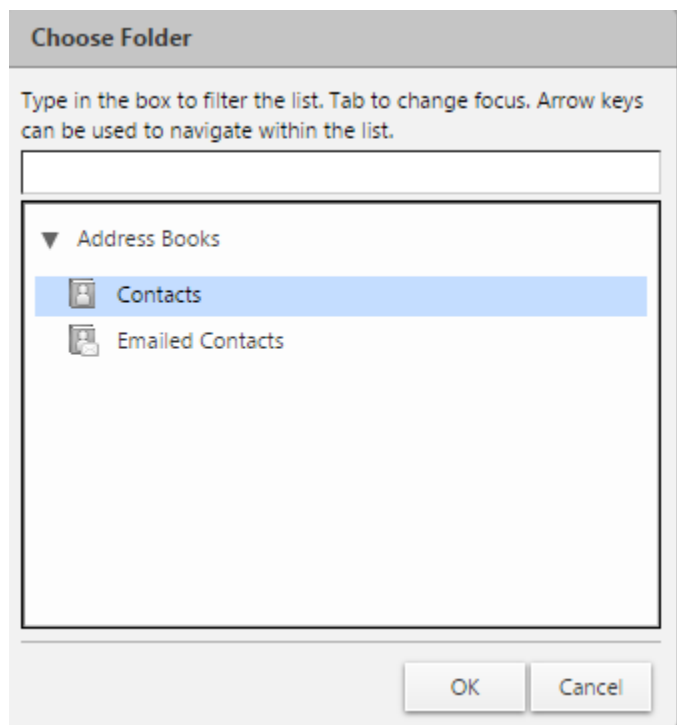 Choose Folder
Type in the box to filter the list. Tab to change focus. Arrow keys
can be used to navigate within the list.
Address Books
Contacts
Emailed Contacts
OK Cancel